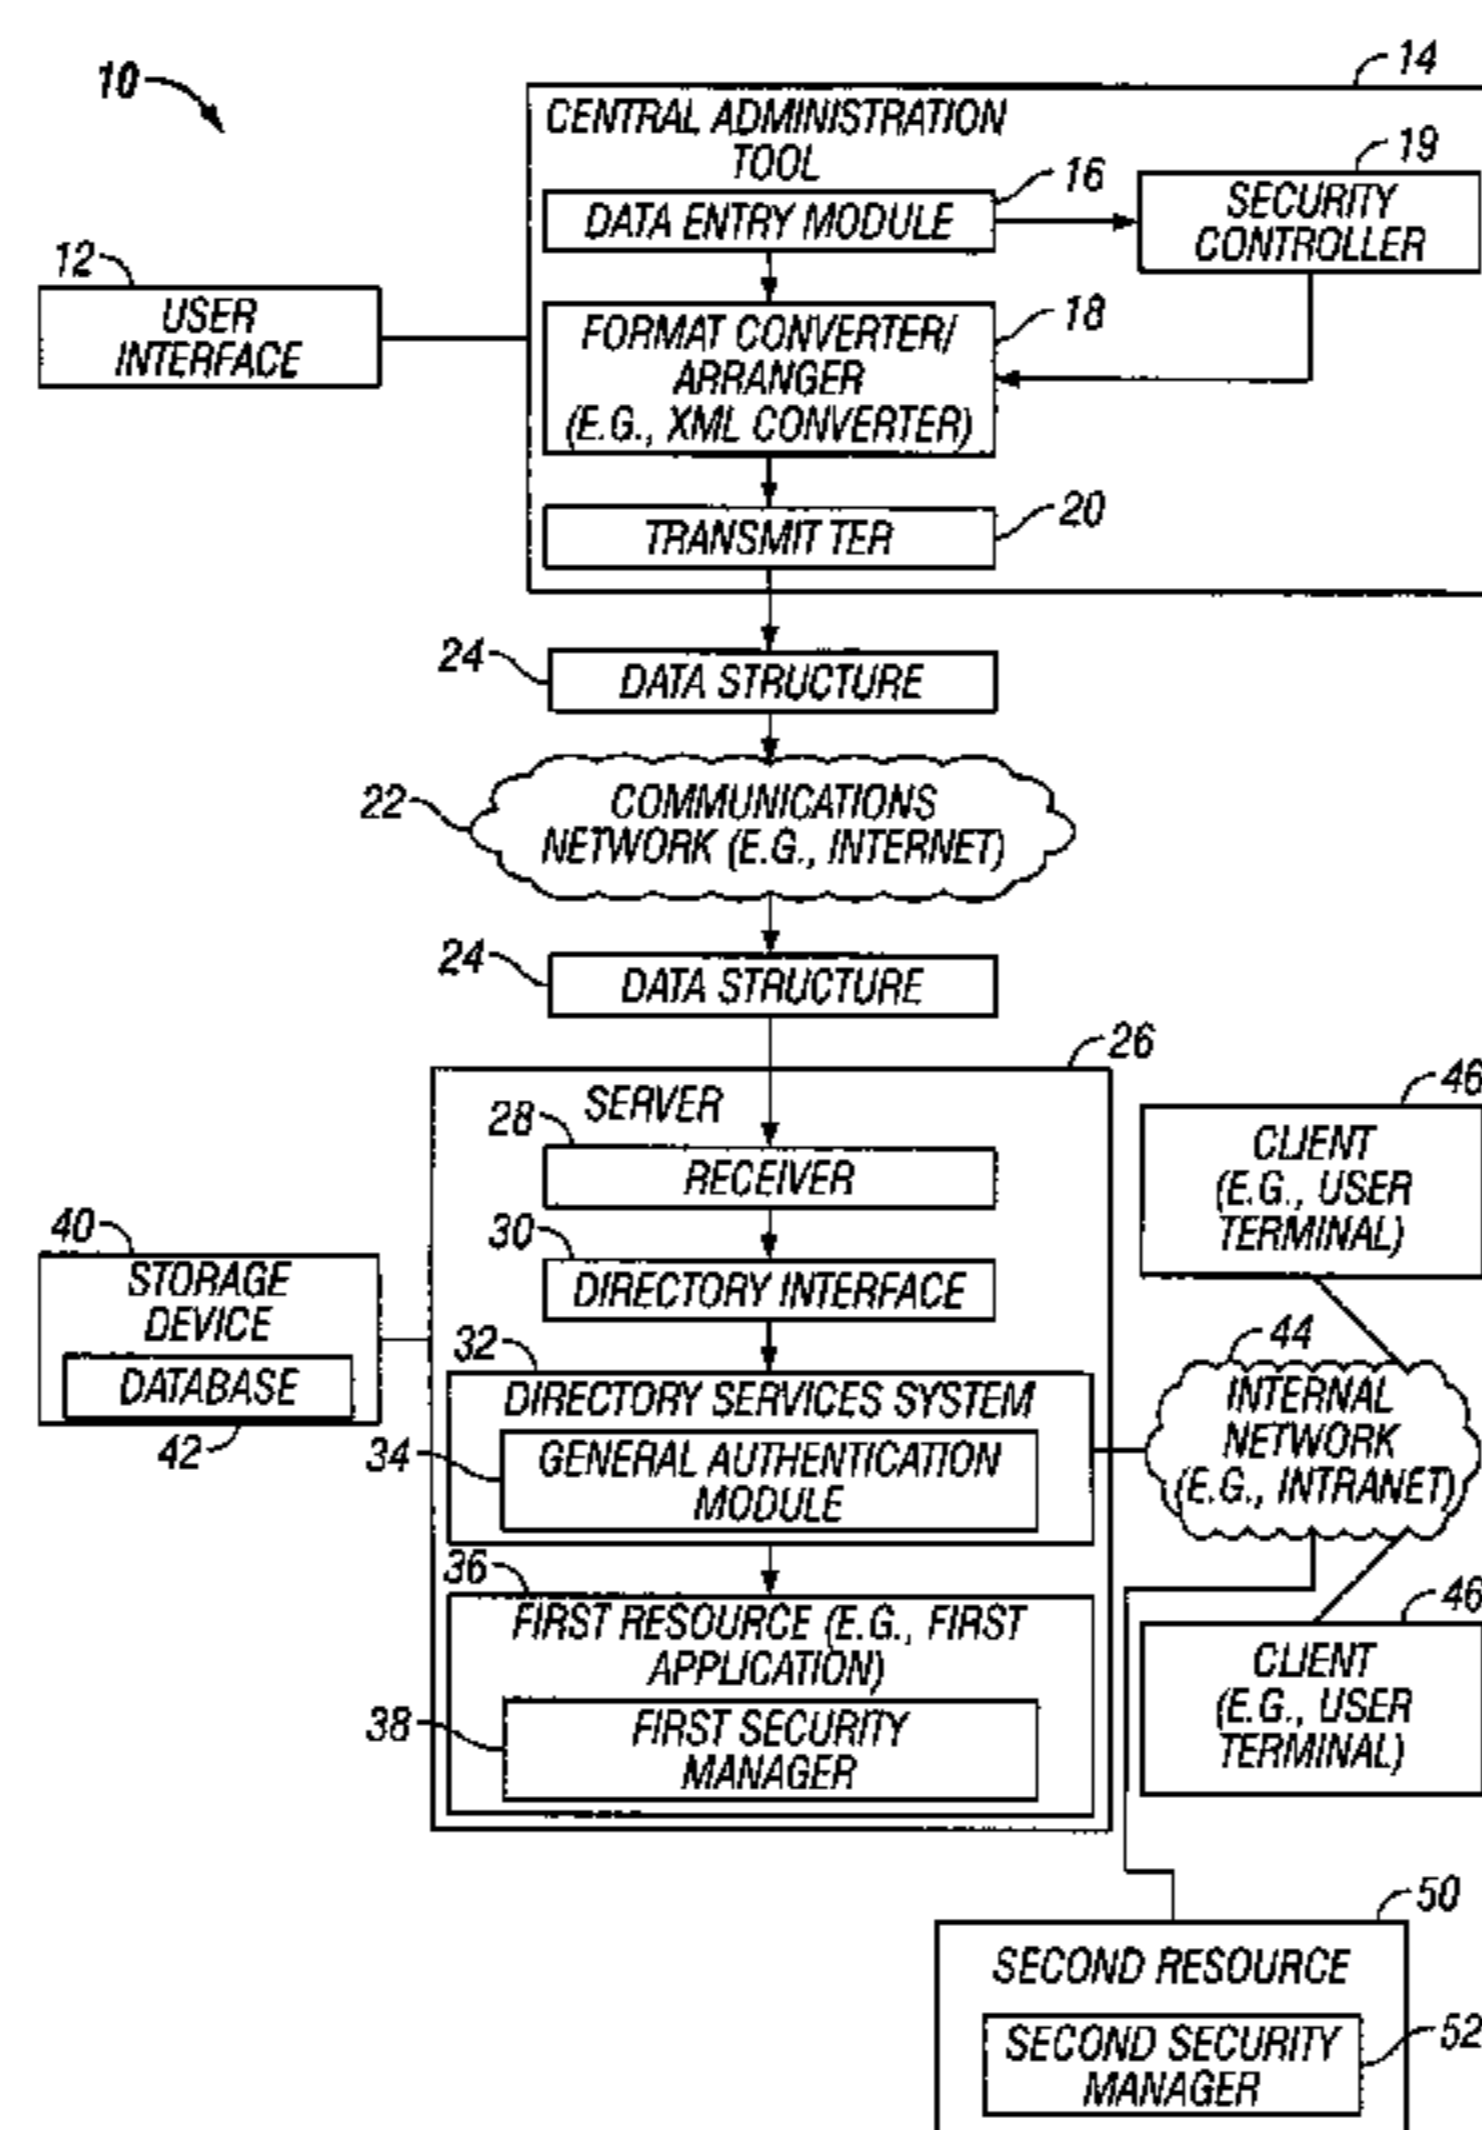 10
14
CENTRAL ADMINISTRATION
TOOL
16
DATA ENTRY MODULE
19
SECURITY
CONTROLLER
12
USER
INTERFACE
18
FORMAT CONVERTER/
ARRANGER
(E.G., XML CONVERTER)
20
TRANSMITTER
24
DATA STRUCTURE
22
COMMUNICATIONS
NETWORK (E.G., INTERNET)
24
DATA STRUCTURE
26
SERVER
28
RECEIVER
46
CLIENT
(E.G., USER
TERMINAL)
30
DIRECTORY INTERFACE
40
STORAGE
DEVICE
DATABASE
42
32
DIRECTORY SERVICES SYSTEM
34
GENERAL AUTHENTICATION
MODULE
44
INTERNAL
NETWORK
(E.G., INTRANET)
36
FIRST RESOURCE (E.G., FIRST
APPLICATION)
38
FIRST SECURITY
MANAGER
46
CLIENT
(E.G., USER
TERMINAL)
50
SECOND RESOURCE
52
SECOND SECURITY
MANAGER